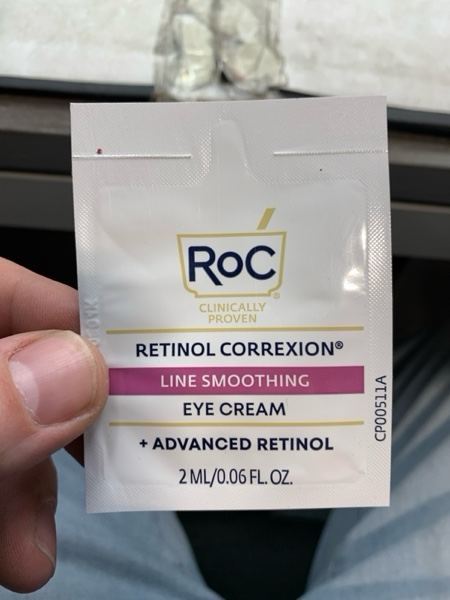 RoC®
CLINICALLY
PROVEN
RETINOL CORREXION®
LINE SMOOTHING
EYE CREAM
+ ADVANCED RETINOL
2 ML/0.06 FL. OZ.
CP00511A